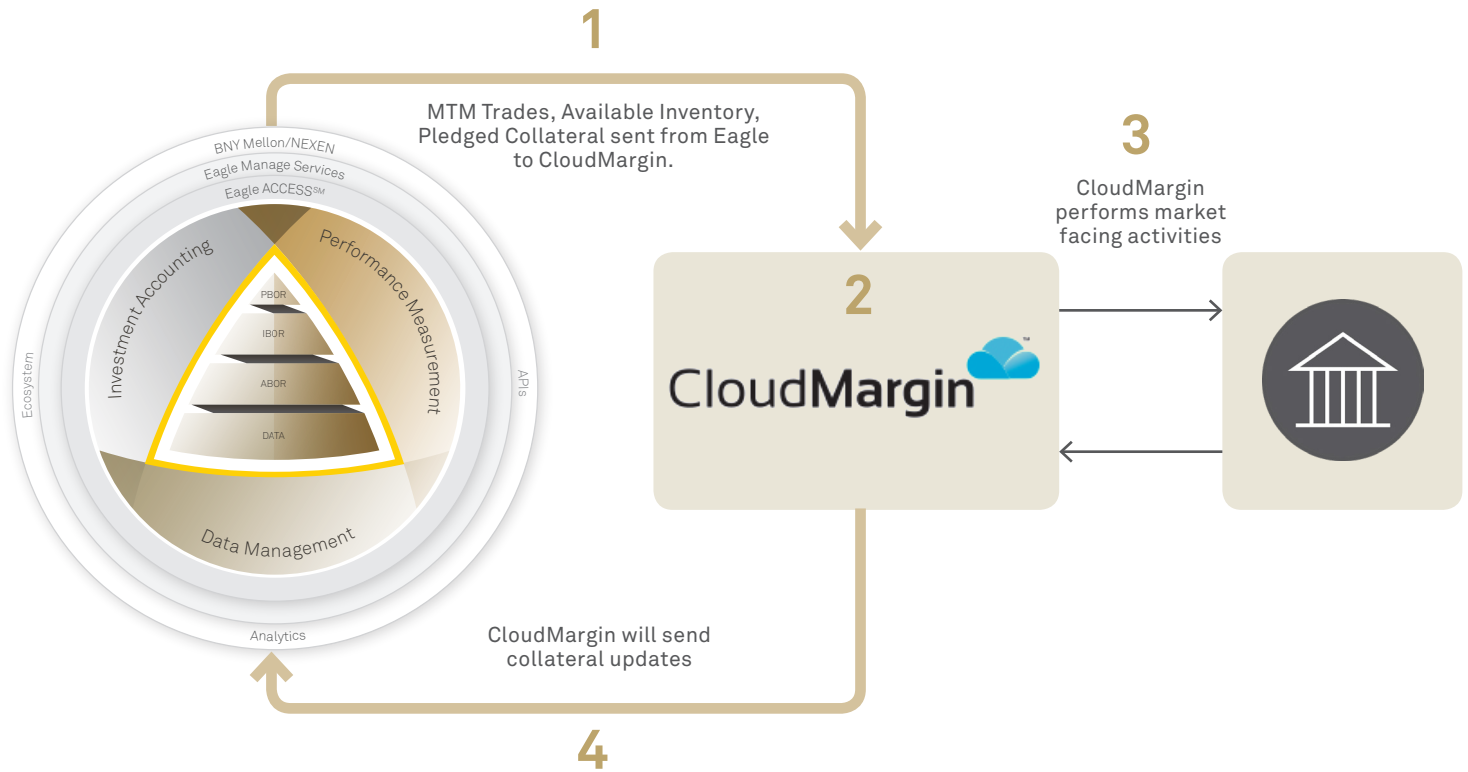 1
MTM Trades, Available Inventory,
Pledged Collateral sent from Eagle
to CloudMargin.
BNY Mellon/NEXEN
Eagle Manage Services
Eagle ACCESS℠
Ecosystem
APIs
Analytics
Investment Accounting
Performance Measurement
Data Management
PBOR
IBOR
ABOR
DATA
2
CloudMargin™
3
CloudMargin
performs market
facing activities
CloudMargin will send
collateral updates
4